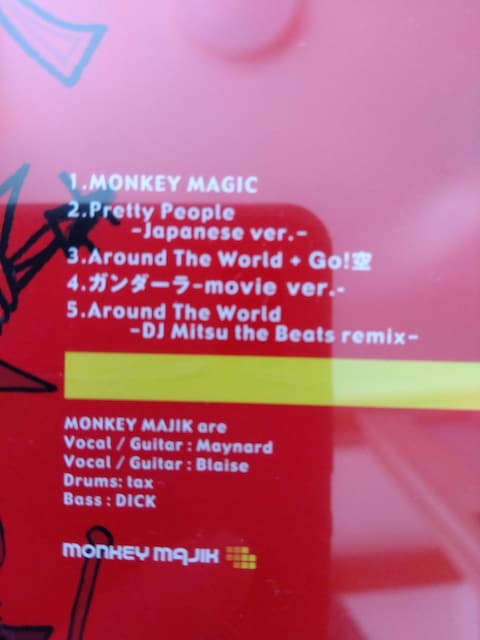 1.MONKEY MAGIC
2.Pretty People
-Japanese ver.-
3.Around The World + Go!空
4.ガンダーラ-movie ver.-
5.Around The World
-DJ Mitsu the Beats remix-
MONKEY MAJIK are
Vocal / Guitar : Maynard
Vocal / Guitar : Blaise
Drums: tax
Bass : DICK
monkey majik